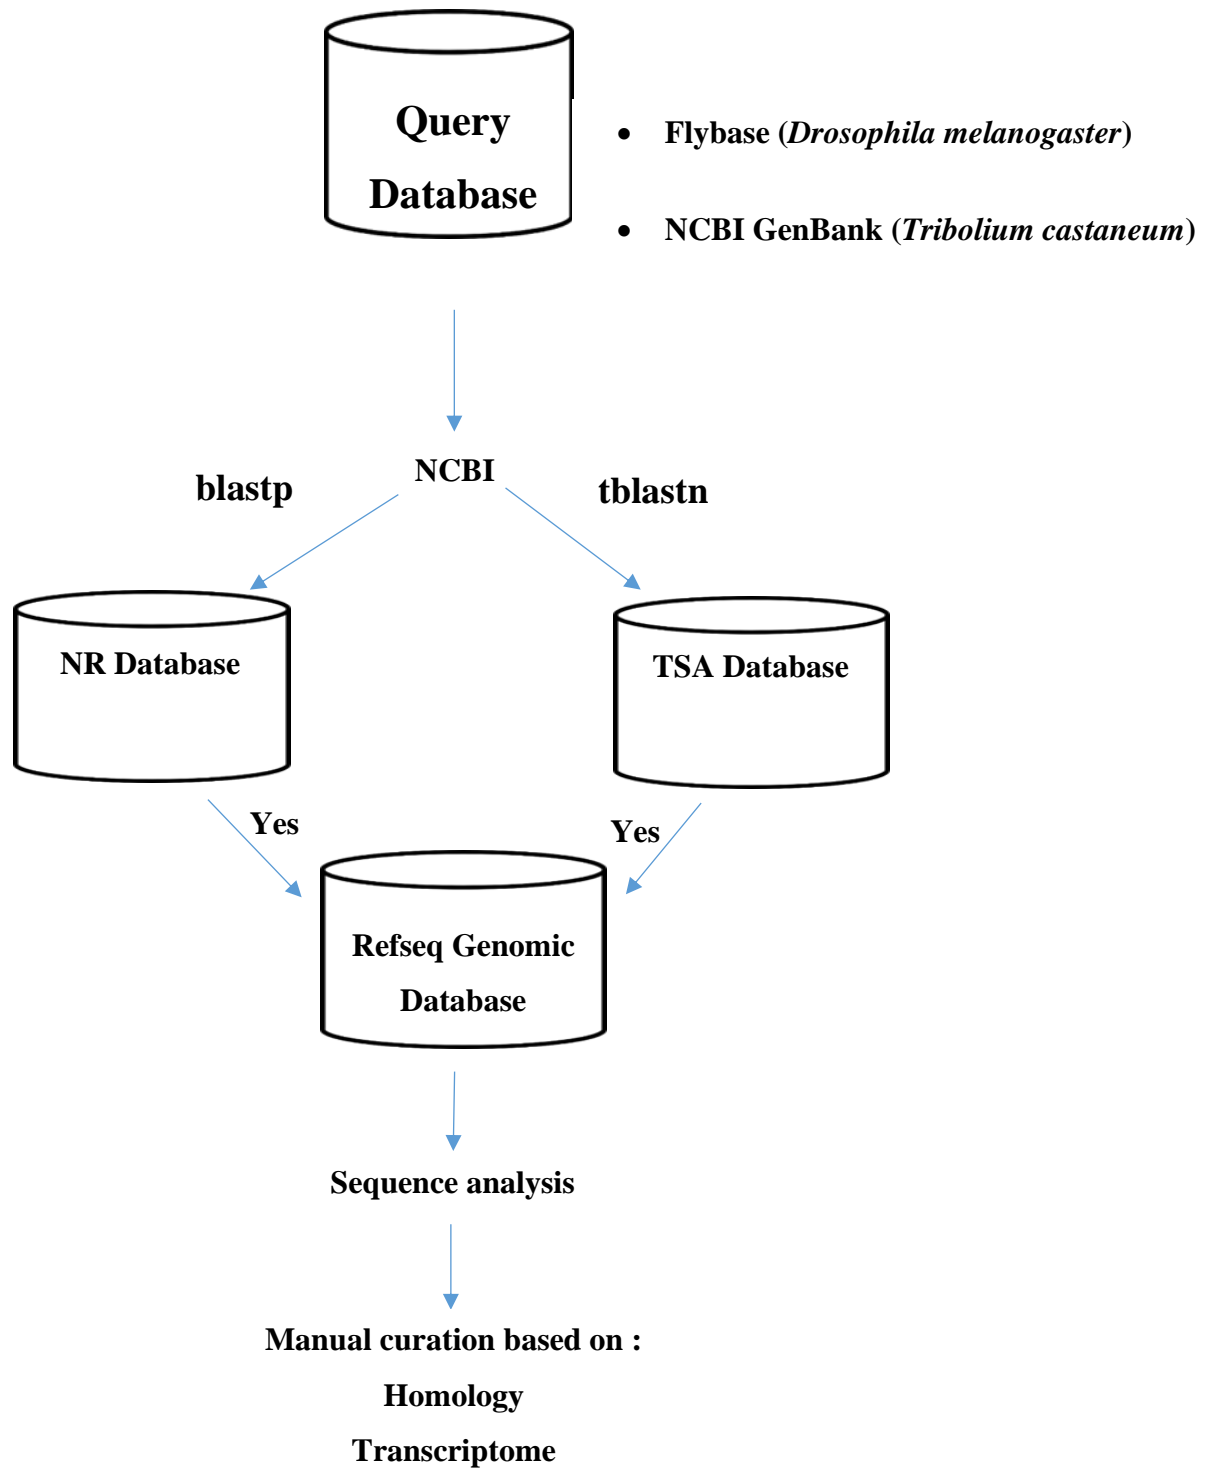 Query
Database
• Flybase (Drosophila melanogaster)
• NCBI GenBank (Tribolium castaneum)
NCBI
blastp
tblastn
NR Database
TSA Database
Yes
Yes
Refseq Genomic
Database
Sequence analysis
Manual curation based on :
Homology
Transcriptome